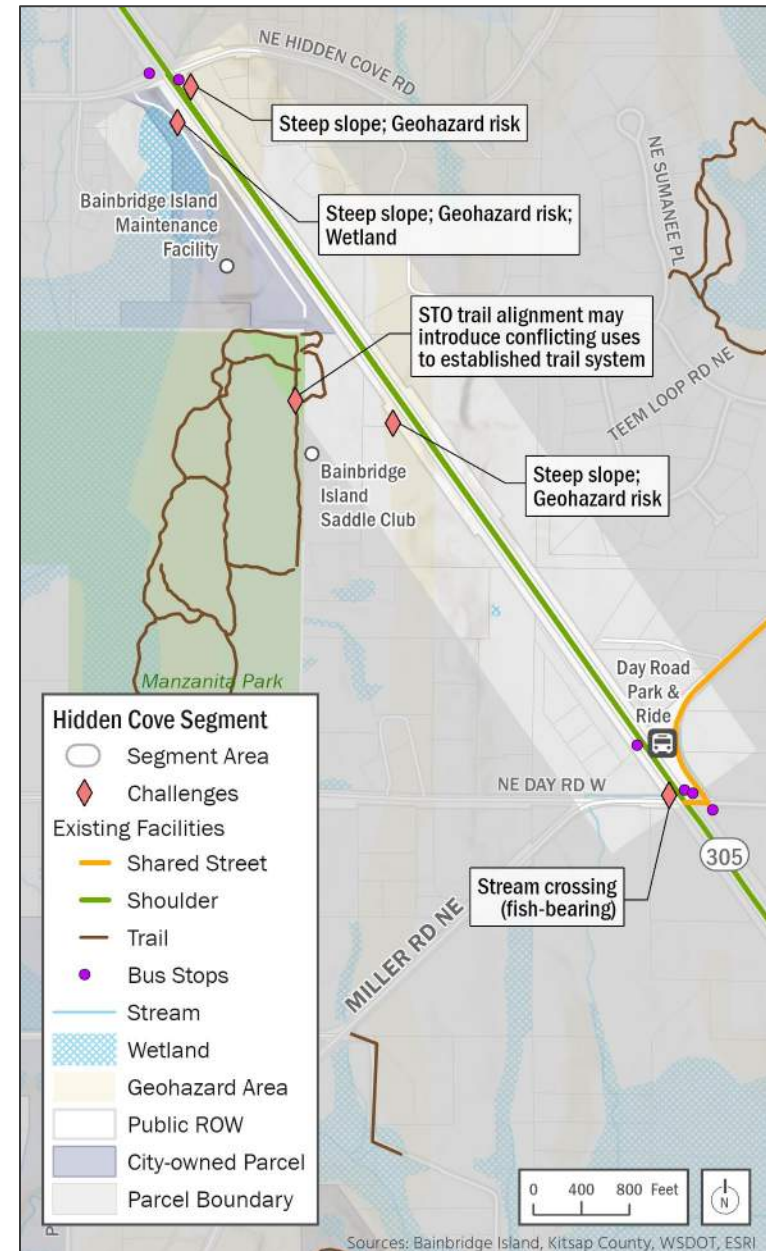 NE HIDDEN COVE RD
Steep slope; Geohazard risk
NE SUMANEE PL
Bainbridge Island
Maintenance
Facility
Steep slope; Geohazard risk;
Wetland
STO trail alignment may
introduce conflicting uses
to established trail system
TEEM LOOP RD NE
Bainbridge
Island
Saddle Club
Steep slope;
Geohazard risk
Manzanita Park
Day Road
Park &
Ride
NE DAY RD W
305
Stream crossing
(fish-bearing)
MILLER RD NE
Hidden Cove Segment
Segment Area
Challenges
Existing Facilities
Shared Street
Shoulder
Trail
Bus Stops
Stream
Wetland
Geohazard Area
Public ROW
City-owned Parcel
Parcel Boundary
P
0 400 800 Feet
N
Sources: Bainbridge Island, Kitsap County, WSDOT, ESRI